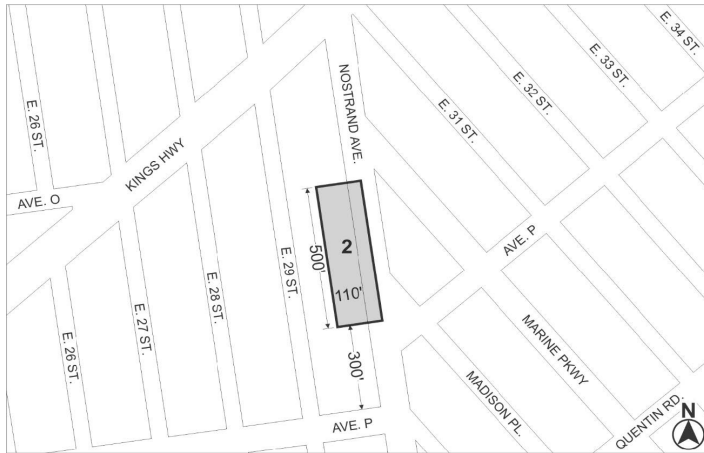 E. 34 ST.
E. 33 ST.
E. 32 ST.
E. 31 ST.
NOSTRAND AVE.
E. 26 ST.
KINGS HWY
AVE. O
AVE. P
2
500'
110'
E. 29 ST.
E. 28 ST.
E. 27 ST.
E. 26 ST.
300'
MARINE PKWY
MADISON PL.
QUENTIN RD.
AVE. P
N